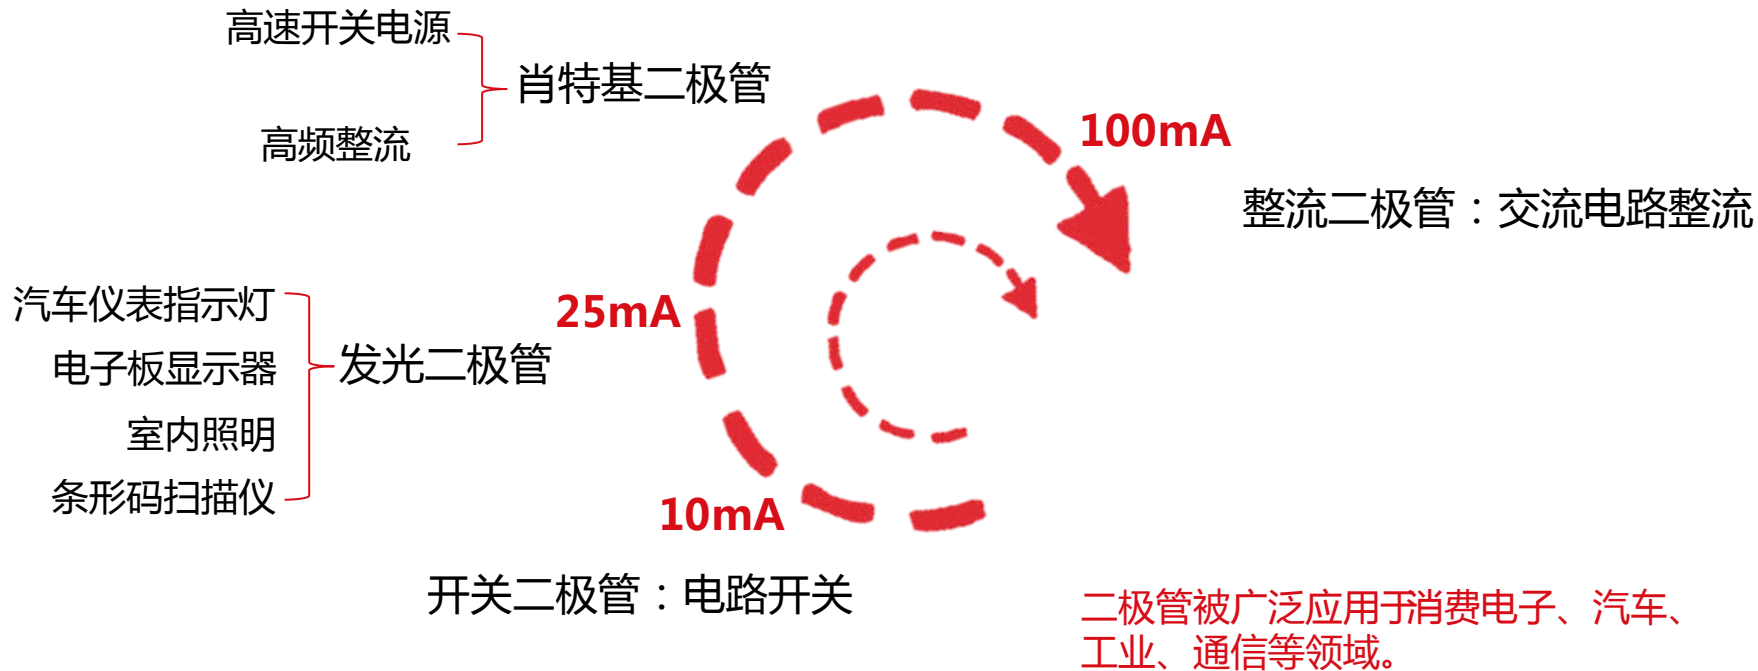 高速开关电源
肖特基二极管
高频整流
100mA
整流二极管：交流电路整流
汽车仪表指示灯
25mA
电子板显示器
发光二极管
室内照明
条形码扫描仪
10mA
开关二极管：电路开关
二极管被广泛应用于消费电子、汽车、
工业、通信等领域。